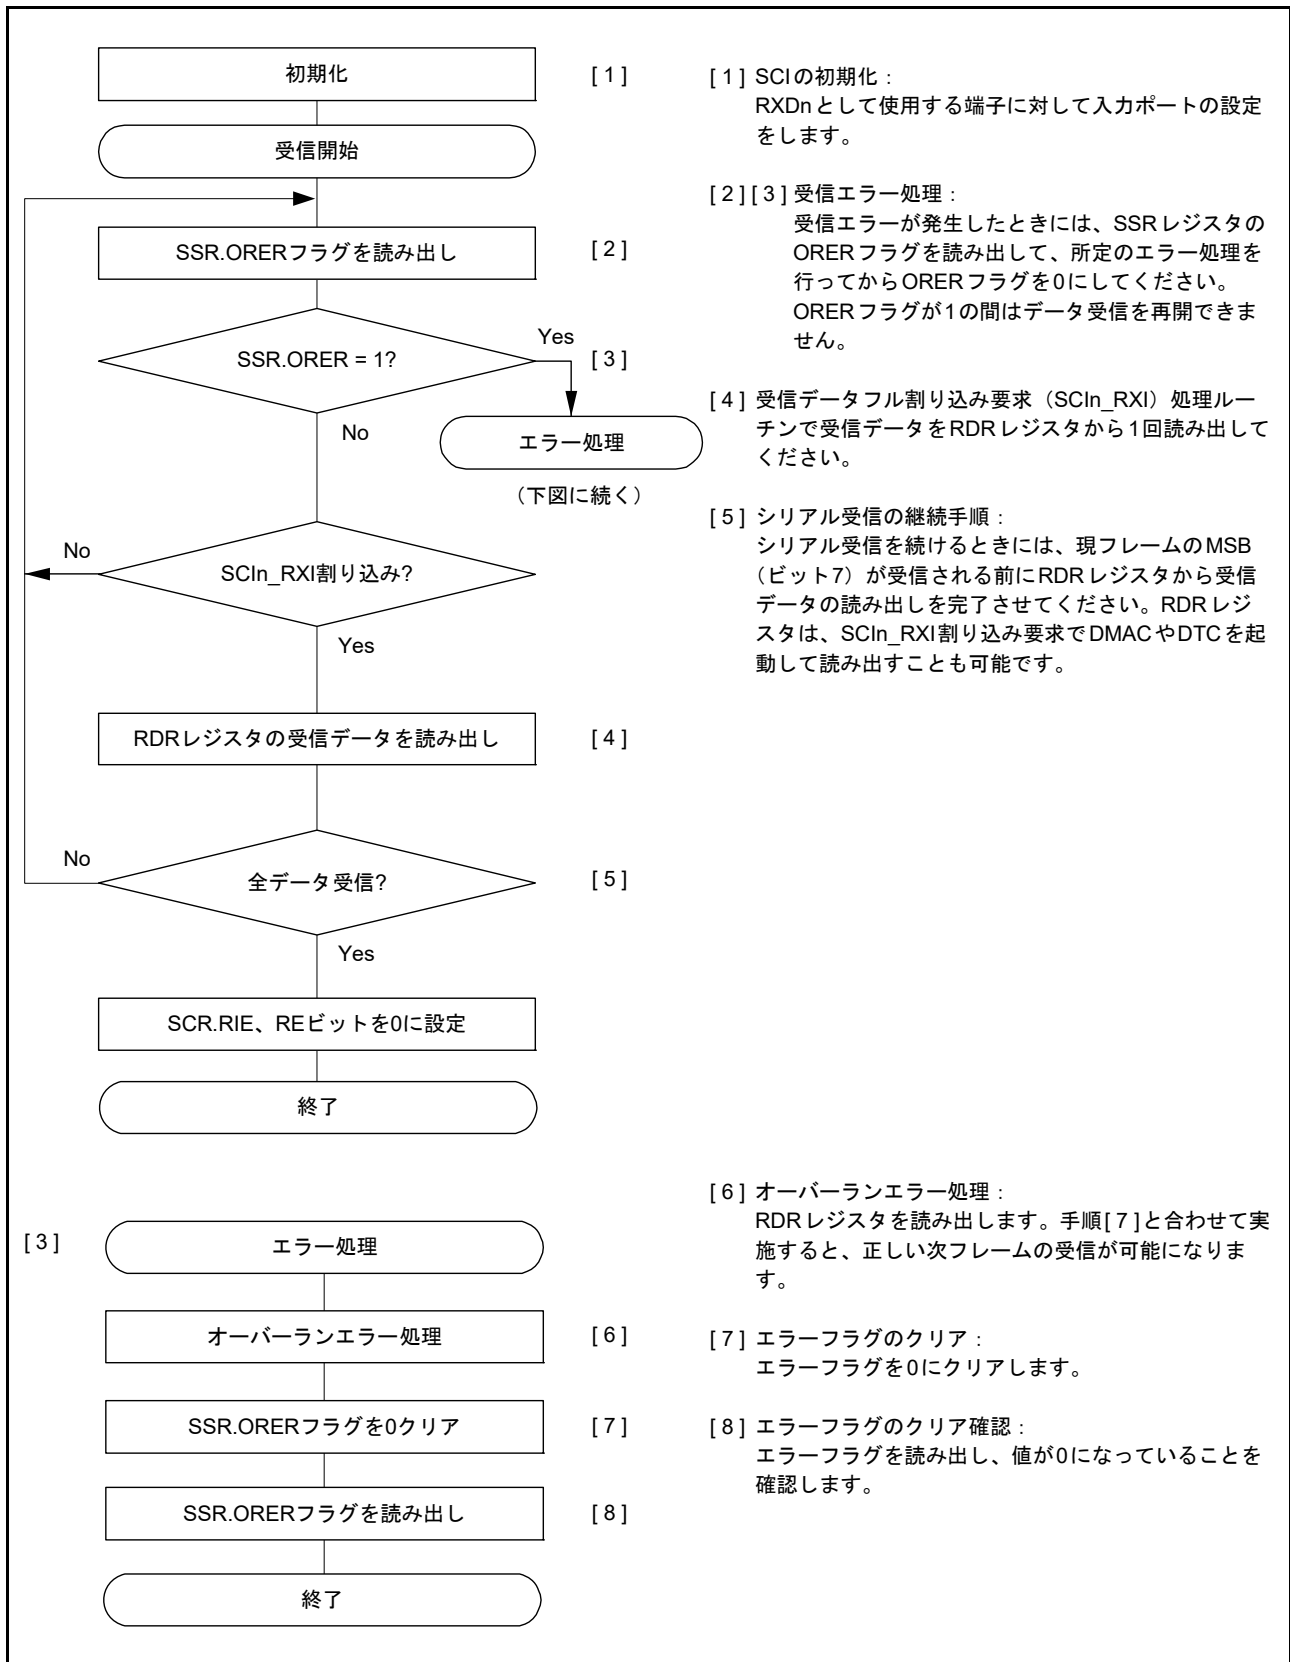 初期化
[ 1 ]
受信開始
SSR.ORERフラグを読み出し
[ 2 ]
SSR.ORER = 1?
Yes
[ 3 ]
No
エラー処理
（下図に続く）
No
SCIn_RXI割り込み?
Yes
RDRレジスタの受信データを読み出し
[ 4 ]
No
全データ受信?
[ 5 ]
Yes
SCR.RIE、REビットを0に設定
終了
[ 1 ] SCIの初期化：
RXDnとして使用する端子に対して入力ポートの設定
をします。
[ 2 ][ 3 ] 受信エラー処理：
受信エラーが発生したときには、SSRレジスタの
ORERフラグを読み出して、所定のエラー処理を
行ってからORERフラグを0にしてください。
ORERフラグが1の間はデータ受信を再開できま
せん。
[ 4 ] 受信データフル割り込み要求（SCIn_RXI）処理ルー
チンで受信データをRDRレジスタから1回読み出して
ください。
[ 5 ] シリアル受信の継続手順：
シリアル受信を続けるときには、現フレームのMSB
（ビット7）が受信される前にRDRレジスタから受信
データの読み出しを完了させてください。RDRレジ
スタは、SCIn_RXI割り込み要求でDMACやDTCを起
動して読み出すことも可能です。
[ 3 ]
エラー処理
オーバーランエラー処理
[ 6 ]
SSR.ORERフラグを0クリア
[ 7 ]
SSR.ORERフラグを読み出し
[ 8 ]
終了
[ 6 ] オーバーランエラー処理：
RDRレジスタを読み出します。手順[ 7 ]と合わせて実
施すると、正しい次フレームの受信が可能になりま
す。
[ 7 ] エラーフラグのクリア：
エラーフラグを0にクリアします。
[ 8 ] エラーフラグのクリア確認：
エラーフラグを読み出し、値が0になっていることを
確認します。